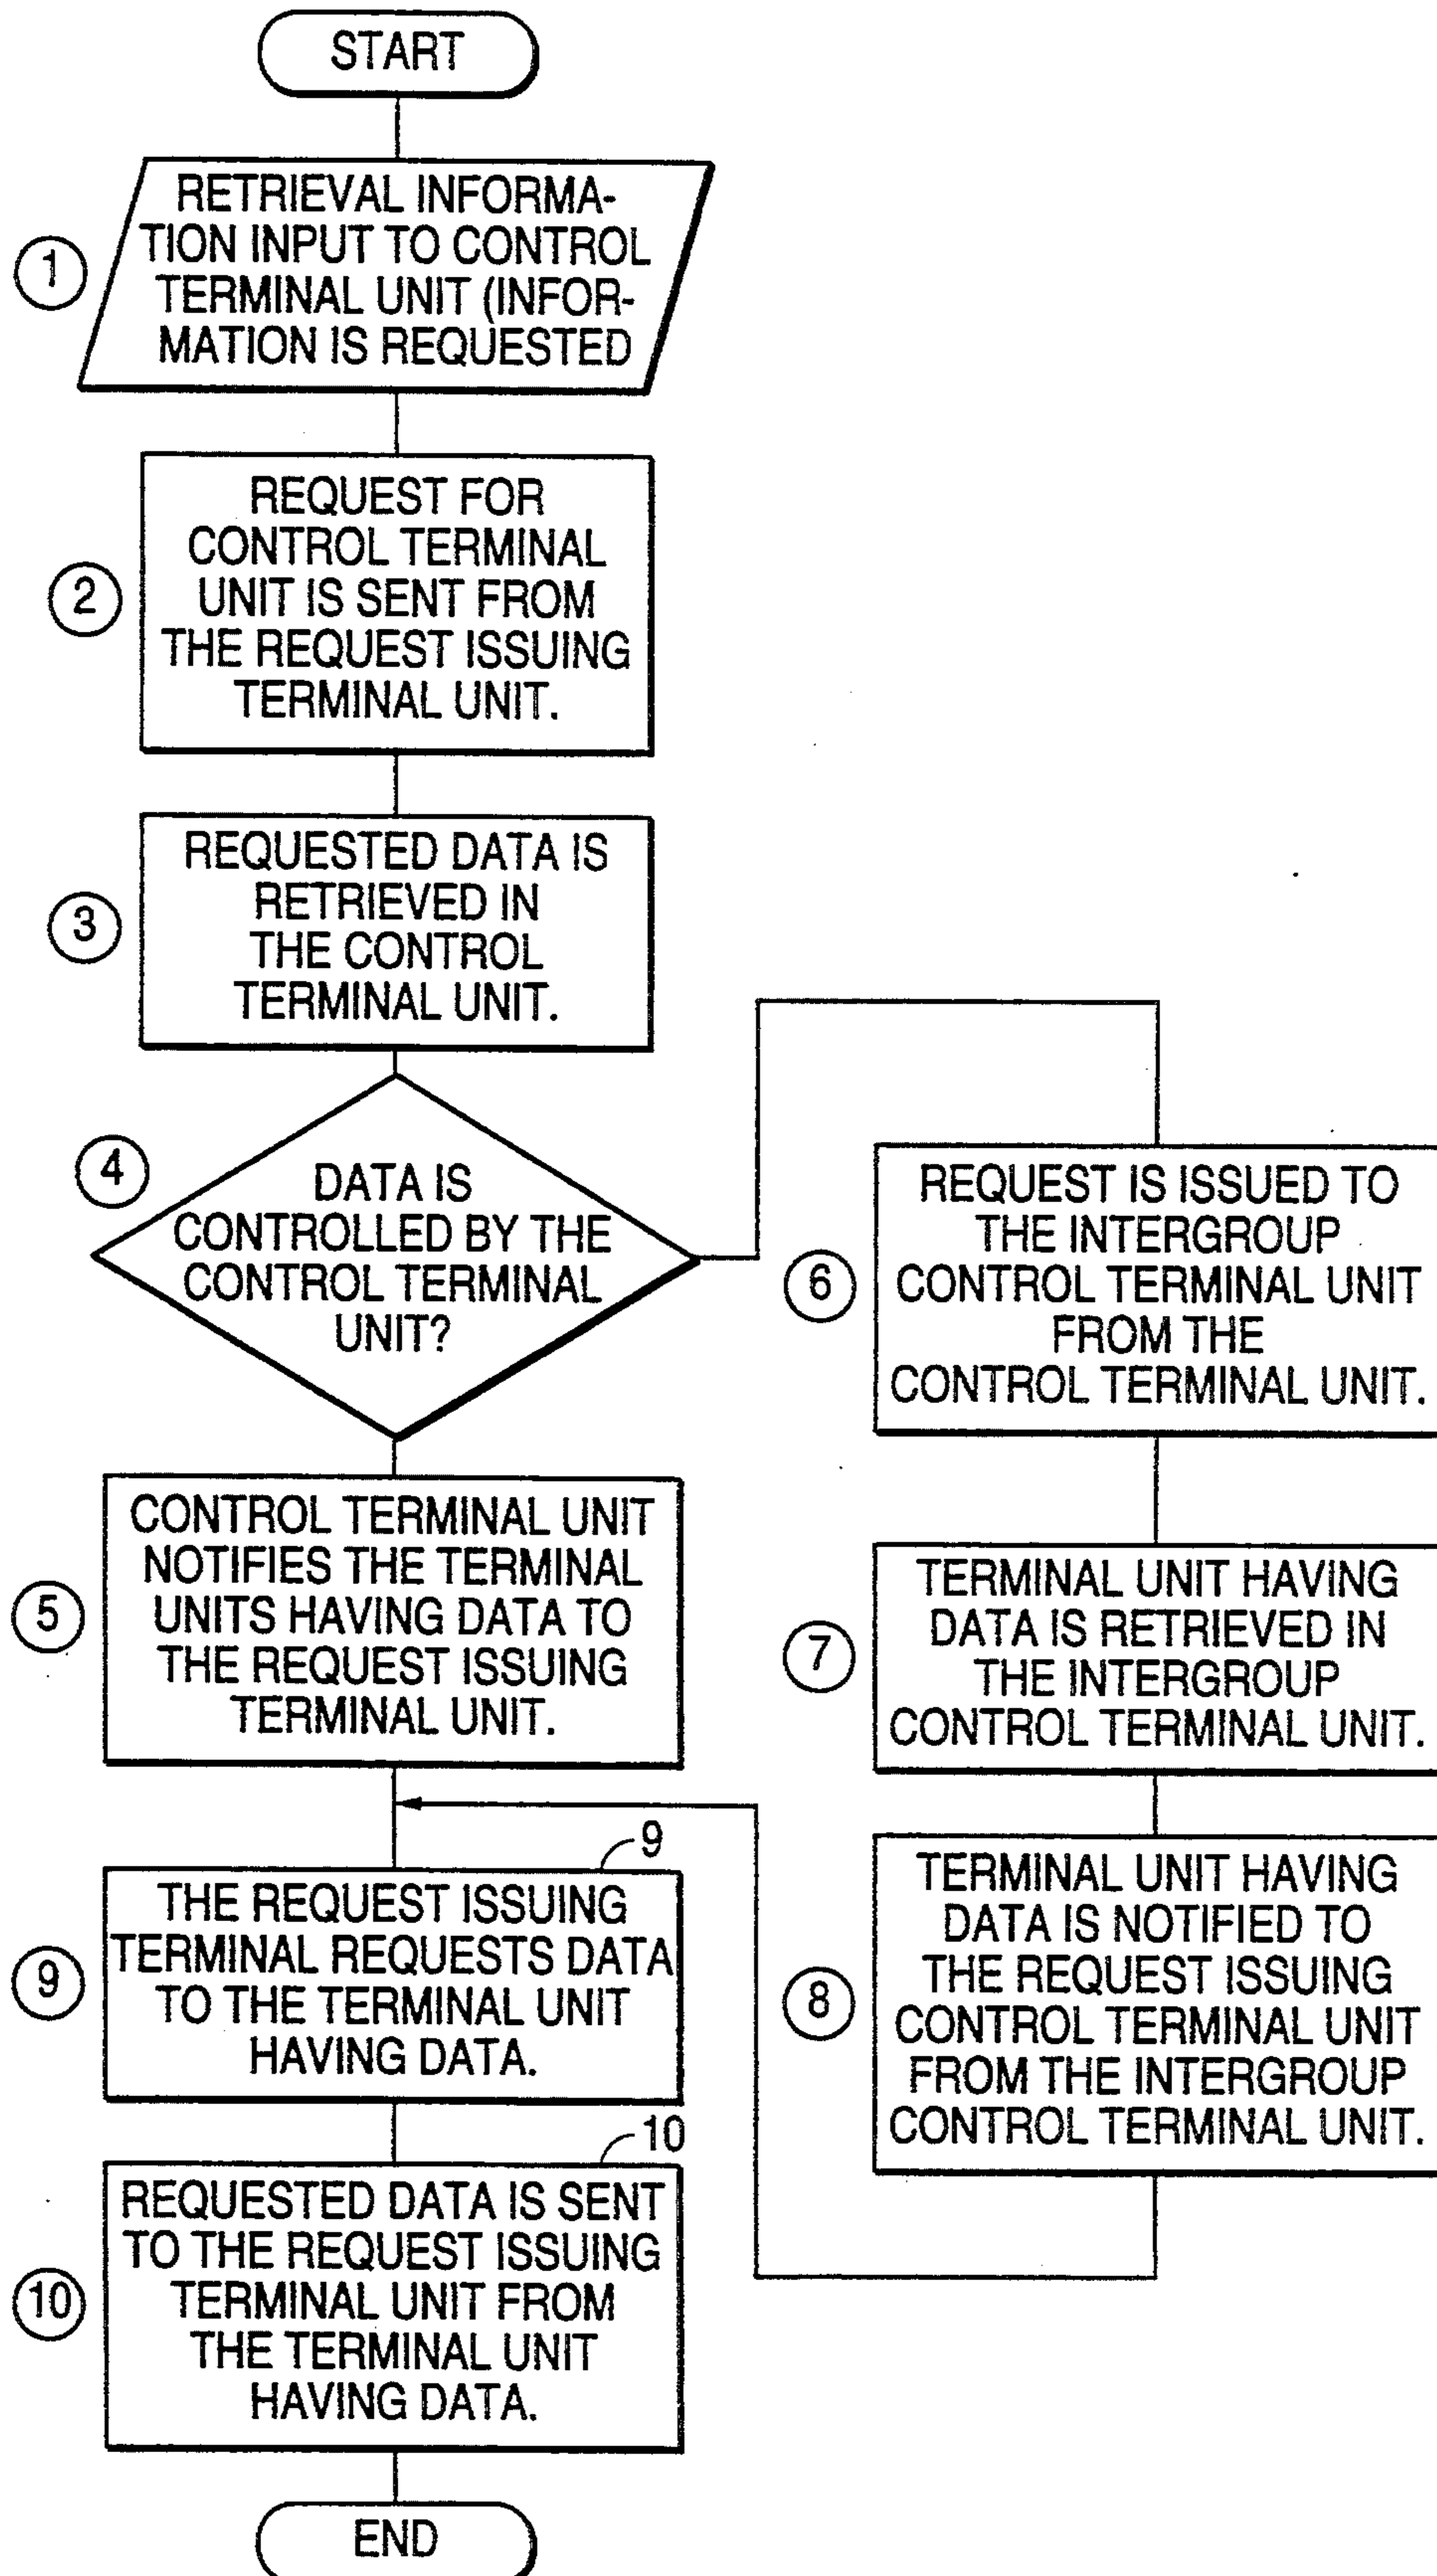 START
1
RETRIEVAL INFORMA-
TION INPUT TO CONTROL
TERMINAL UNIT (INFOR-
MATION IS REQUESTED
2
REQUEST FOR
CONTROL TERMINAL
UNIT IS SENT FROM
THE REQUEST ISSUING
TERMINAL UNIT.
3
REQUESTED DATA IS
RETRIEVED IN
THE CONTROL
TERMINAL UNIT.
4
DATA IS
CONTROLLED BY THE
CONTROL TERMINAL
UNIT?
5
CONTROL TERMINAL UNIT
NOTIFIES THE TERMINAL
UNITS HAVING DATA TO
THE REQUEST ISSUING
TERMINAL UNIT.
6
REQUEST IS ISSUED TO
THE INTERGROUP
CONTROL TERMINAL UNIT
FROM THE
CONTROL TERMINAL UNIT.
7
TERMINAL UNIT HAVING
DATA IS RETRIEVED IN
THE INTERGROUP
CONTROL TERMINAL UNIT.
8
TERMINAL UNIT HAVING
DATA IS NOTIFIED TO
THE REQUEST ISSUING
CONTROL TERMINAL UNIT
FROM THE INTERGROUP
CONTROL TERMINAL UNIT.
9
9
THE REQUEST ISSUING
TERMINAL REQUESTS DATA
TO THE TERMINAL UNIT
HAVING DATA.
10
10
REQUESTED DATA IS SENT
TO THE REQUEST ISSUING
TERMINAL UNIT FROM
THE TERMINAL UNIT
HAVING DATA.
END